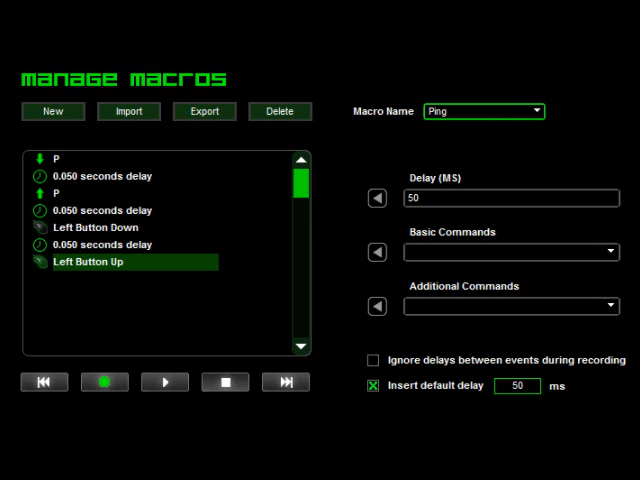 manage macros
New Import Export Delete
Macro Name Ping
P
0.050 seconds delay
P
0.050 seconds delay
Left Button Down
0.050 seconds delay
Left Button Up
Delay (MS)
50
Basic Commands
Additional Commands
Ignore delays between events during recording
Insert default delay 50 ms